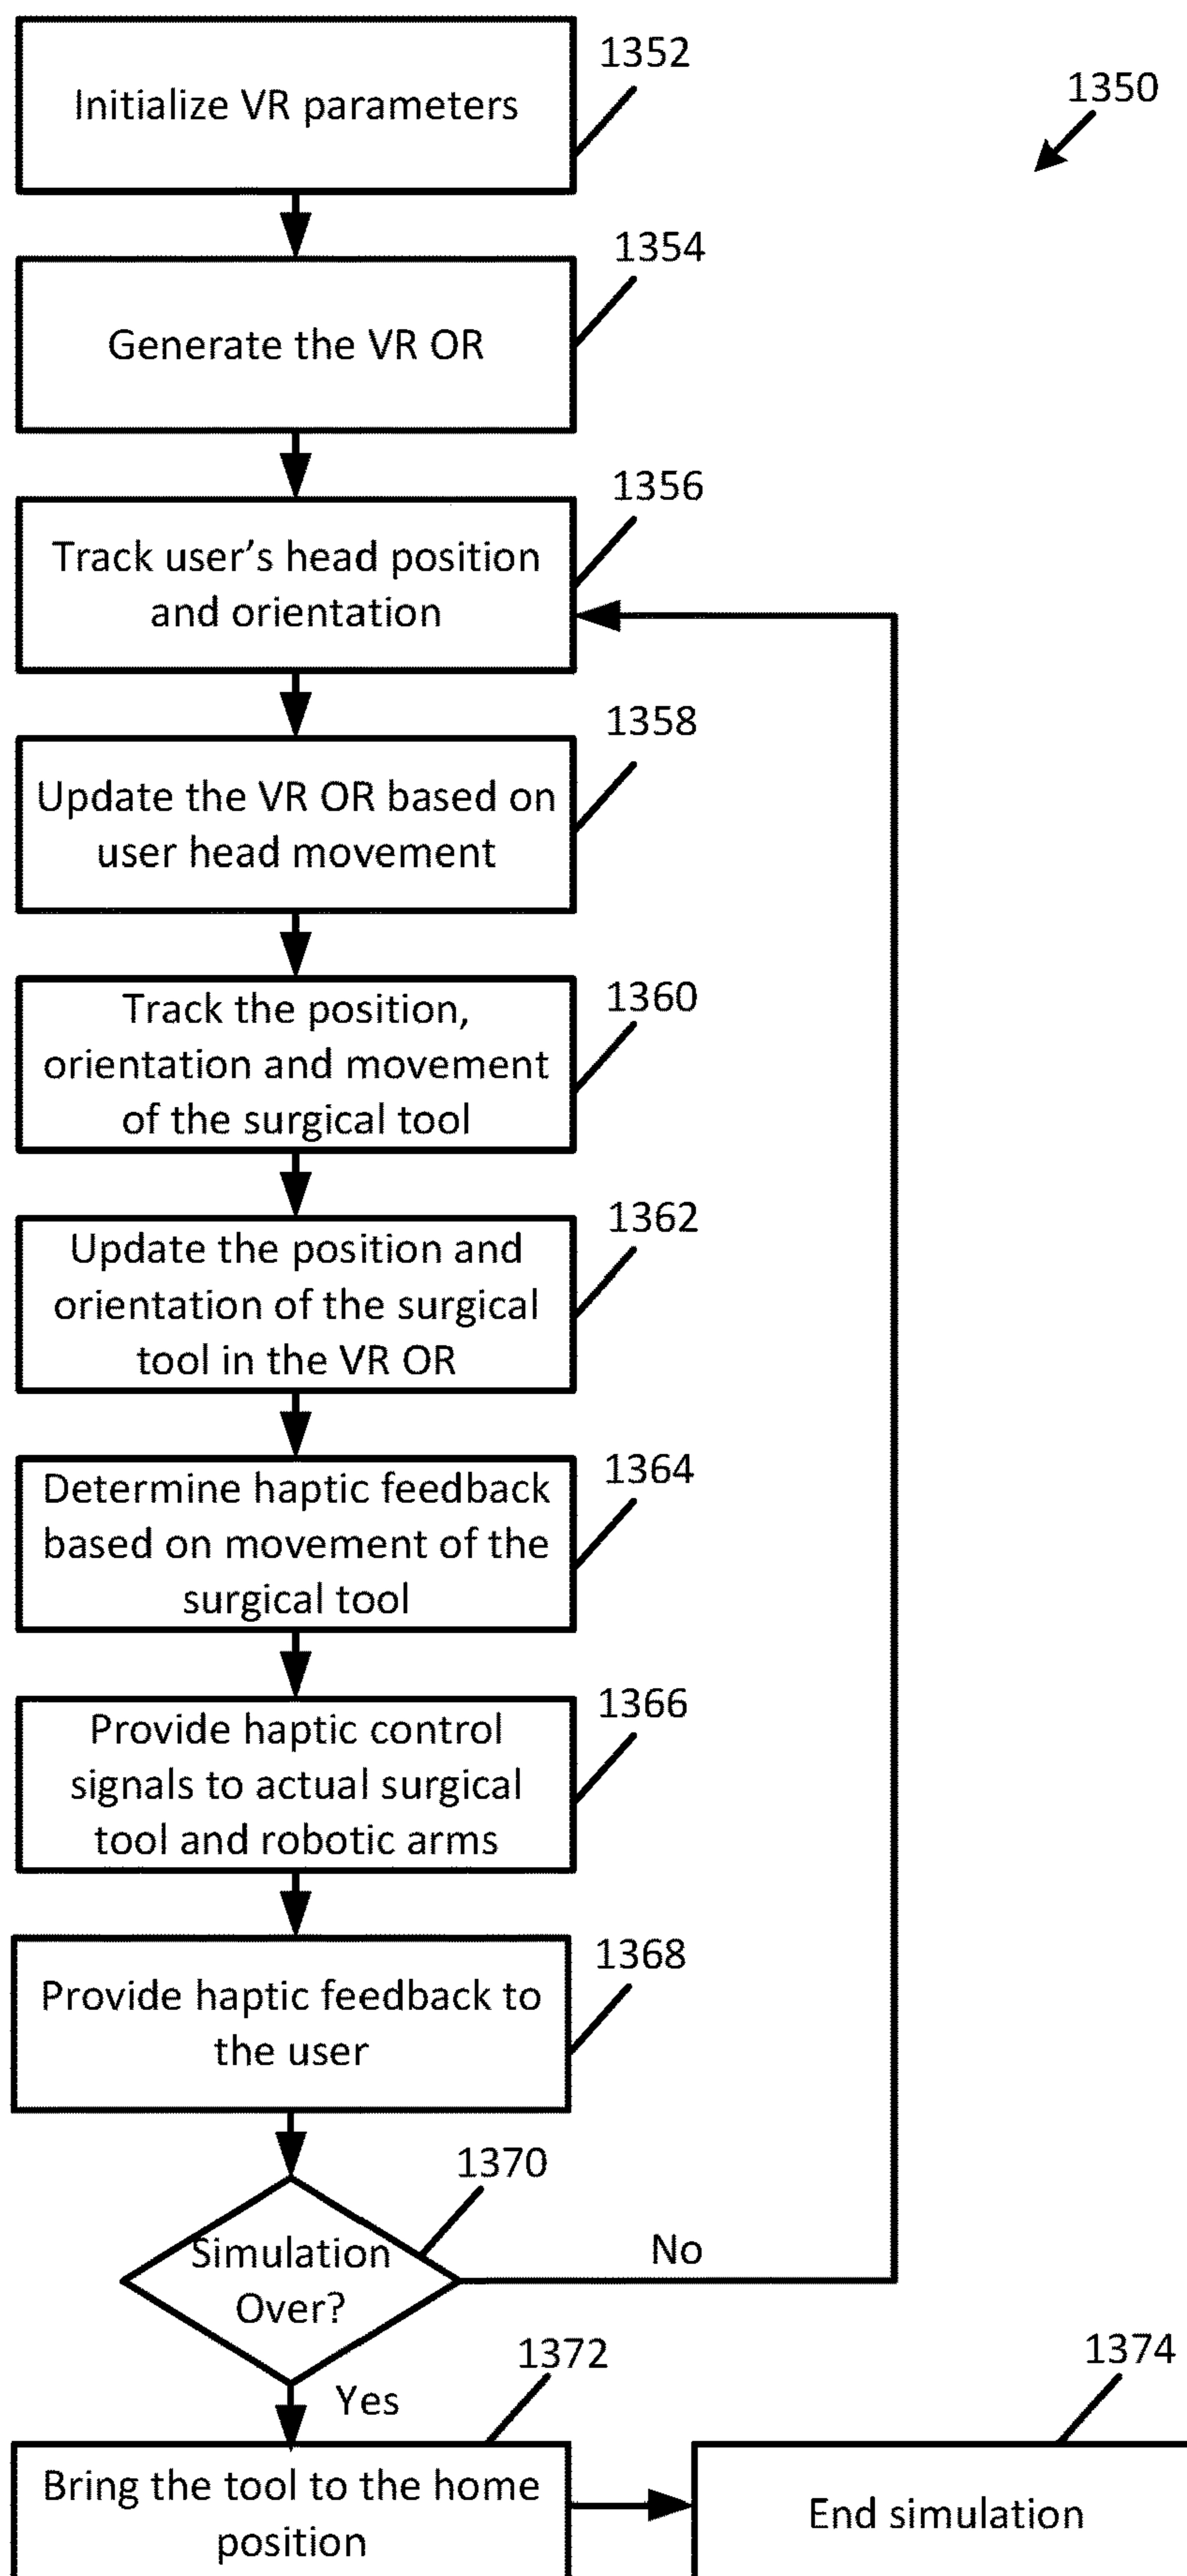 1352
1350
Initialize VR parameters
1354
Generate the VR OR
1356
Track user’s head position
and orientation
1358
Update the VR OR based on
user head movement
1360
Track the position,
orientation and movement
of the surgical tool
1362
Update the position and
orientation of the surgical
tool in the VR OR
1364
Determine haptic feedback
based on movement of the
surgical tool
1366
Provide haptic control
signals to actual surgical
tool and robotic arms
1368
Provide haptic feedback to
the user
1370
Simulation
Over?
No
Yes
1372
1374
Bring the tool to the home
position
End simulation